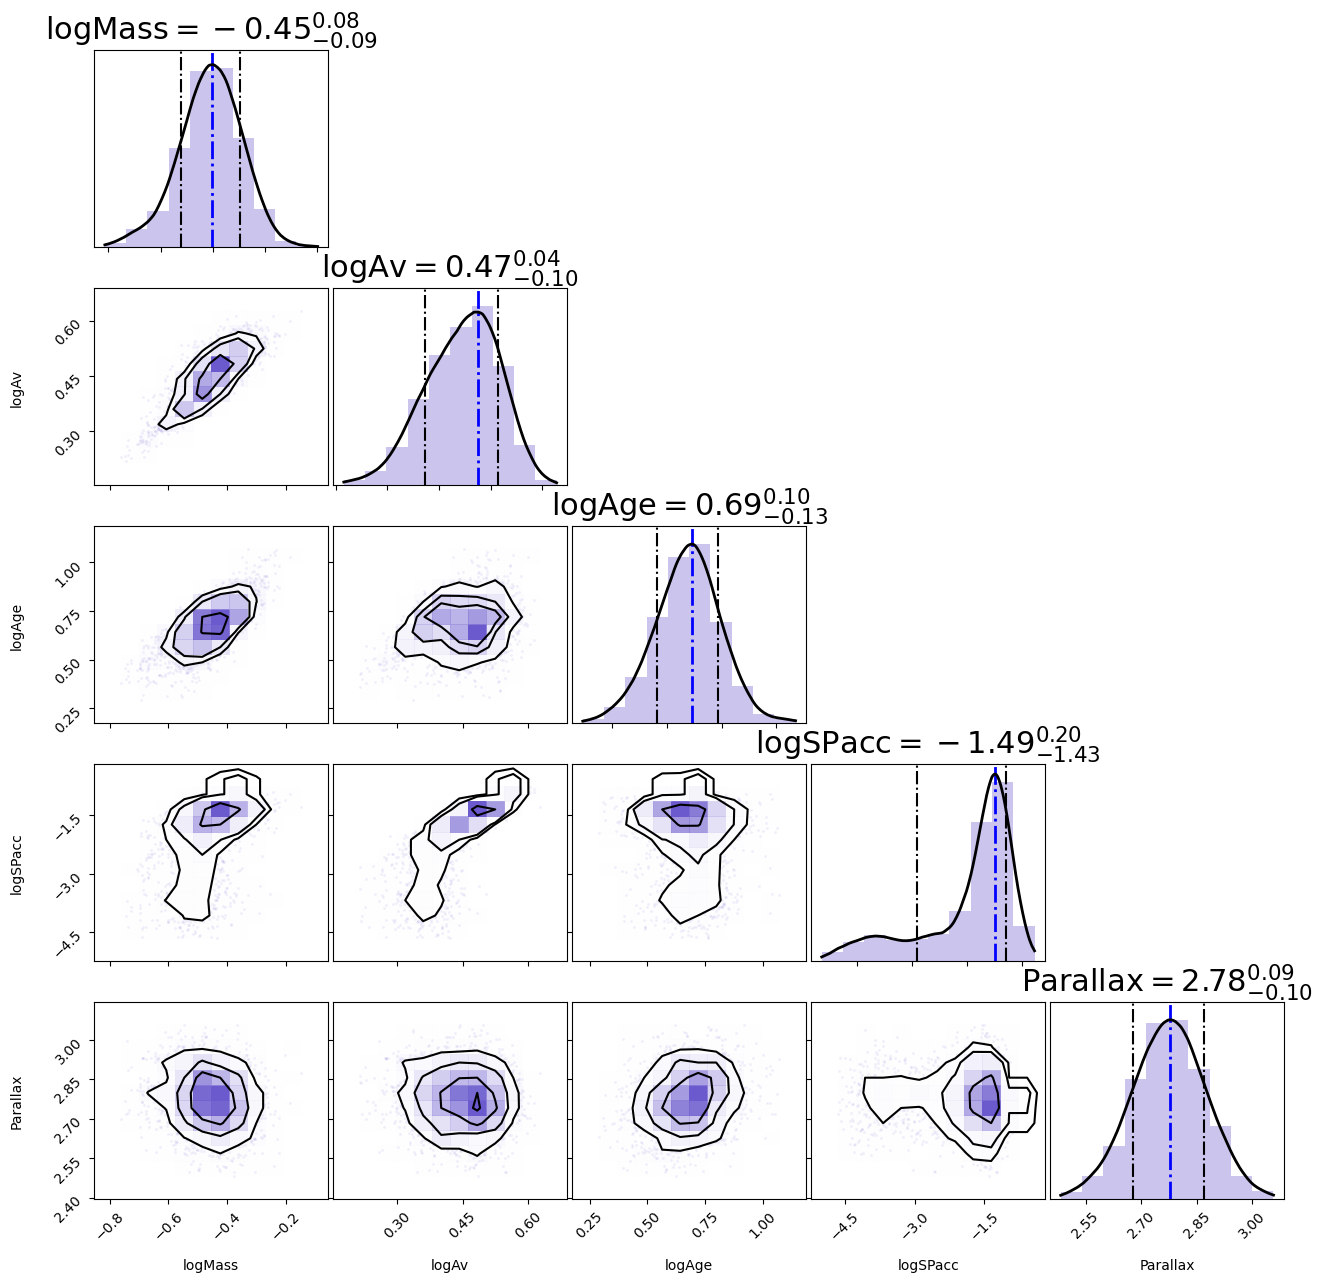 logMass = −0.45^{0.08}_{−0.09}
logAv = 0.47^{0.04}_{−0.10}
0.60
0.45
0.30
logAv
logAge = 0.69^{0.10}_{−0.13}
1.00
0.75
0.50
0.25
logAge
logSPacc = −1.49^{0.20}_{−1.43}
−1.5
−3.0
−4.5
logSPacc
Parallax = 2.78^{0.09}_{−0.10}
3.00
2.85
2.70
2.55
2.40
Parallax
−0.8 −0.6 −0.4 −0.2 0.30 0.45 0.60 0.25 0.50 0.75 1.00 −4.5 −3.0 −1.5 2.55 2.70 2.85 3.00
logMass logAv logAge logSPacc Parallax